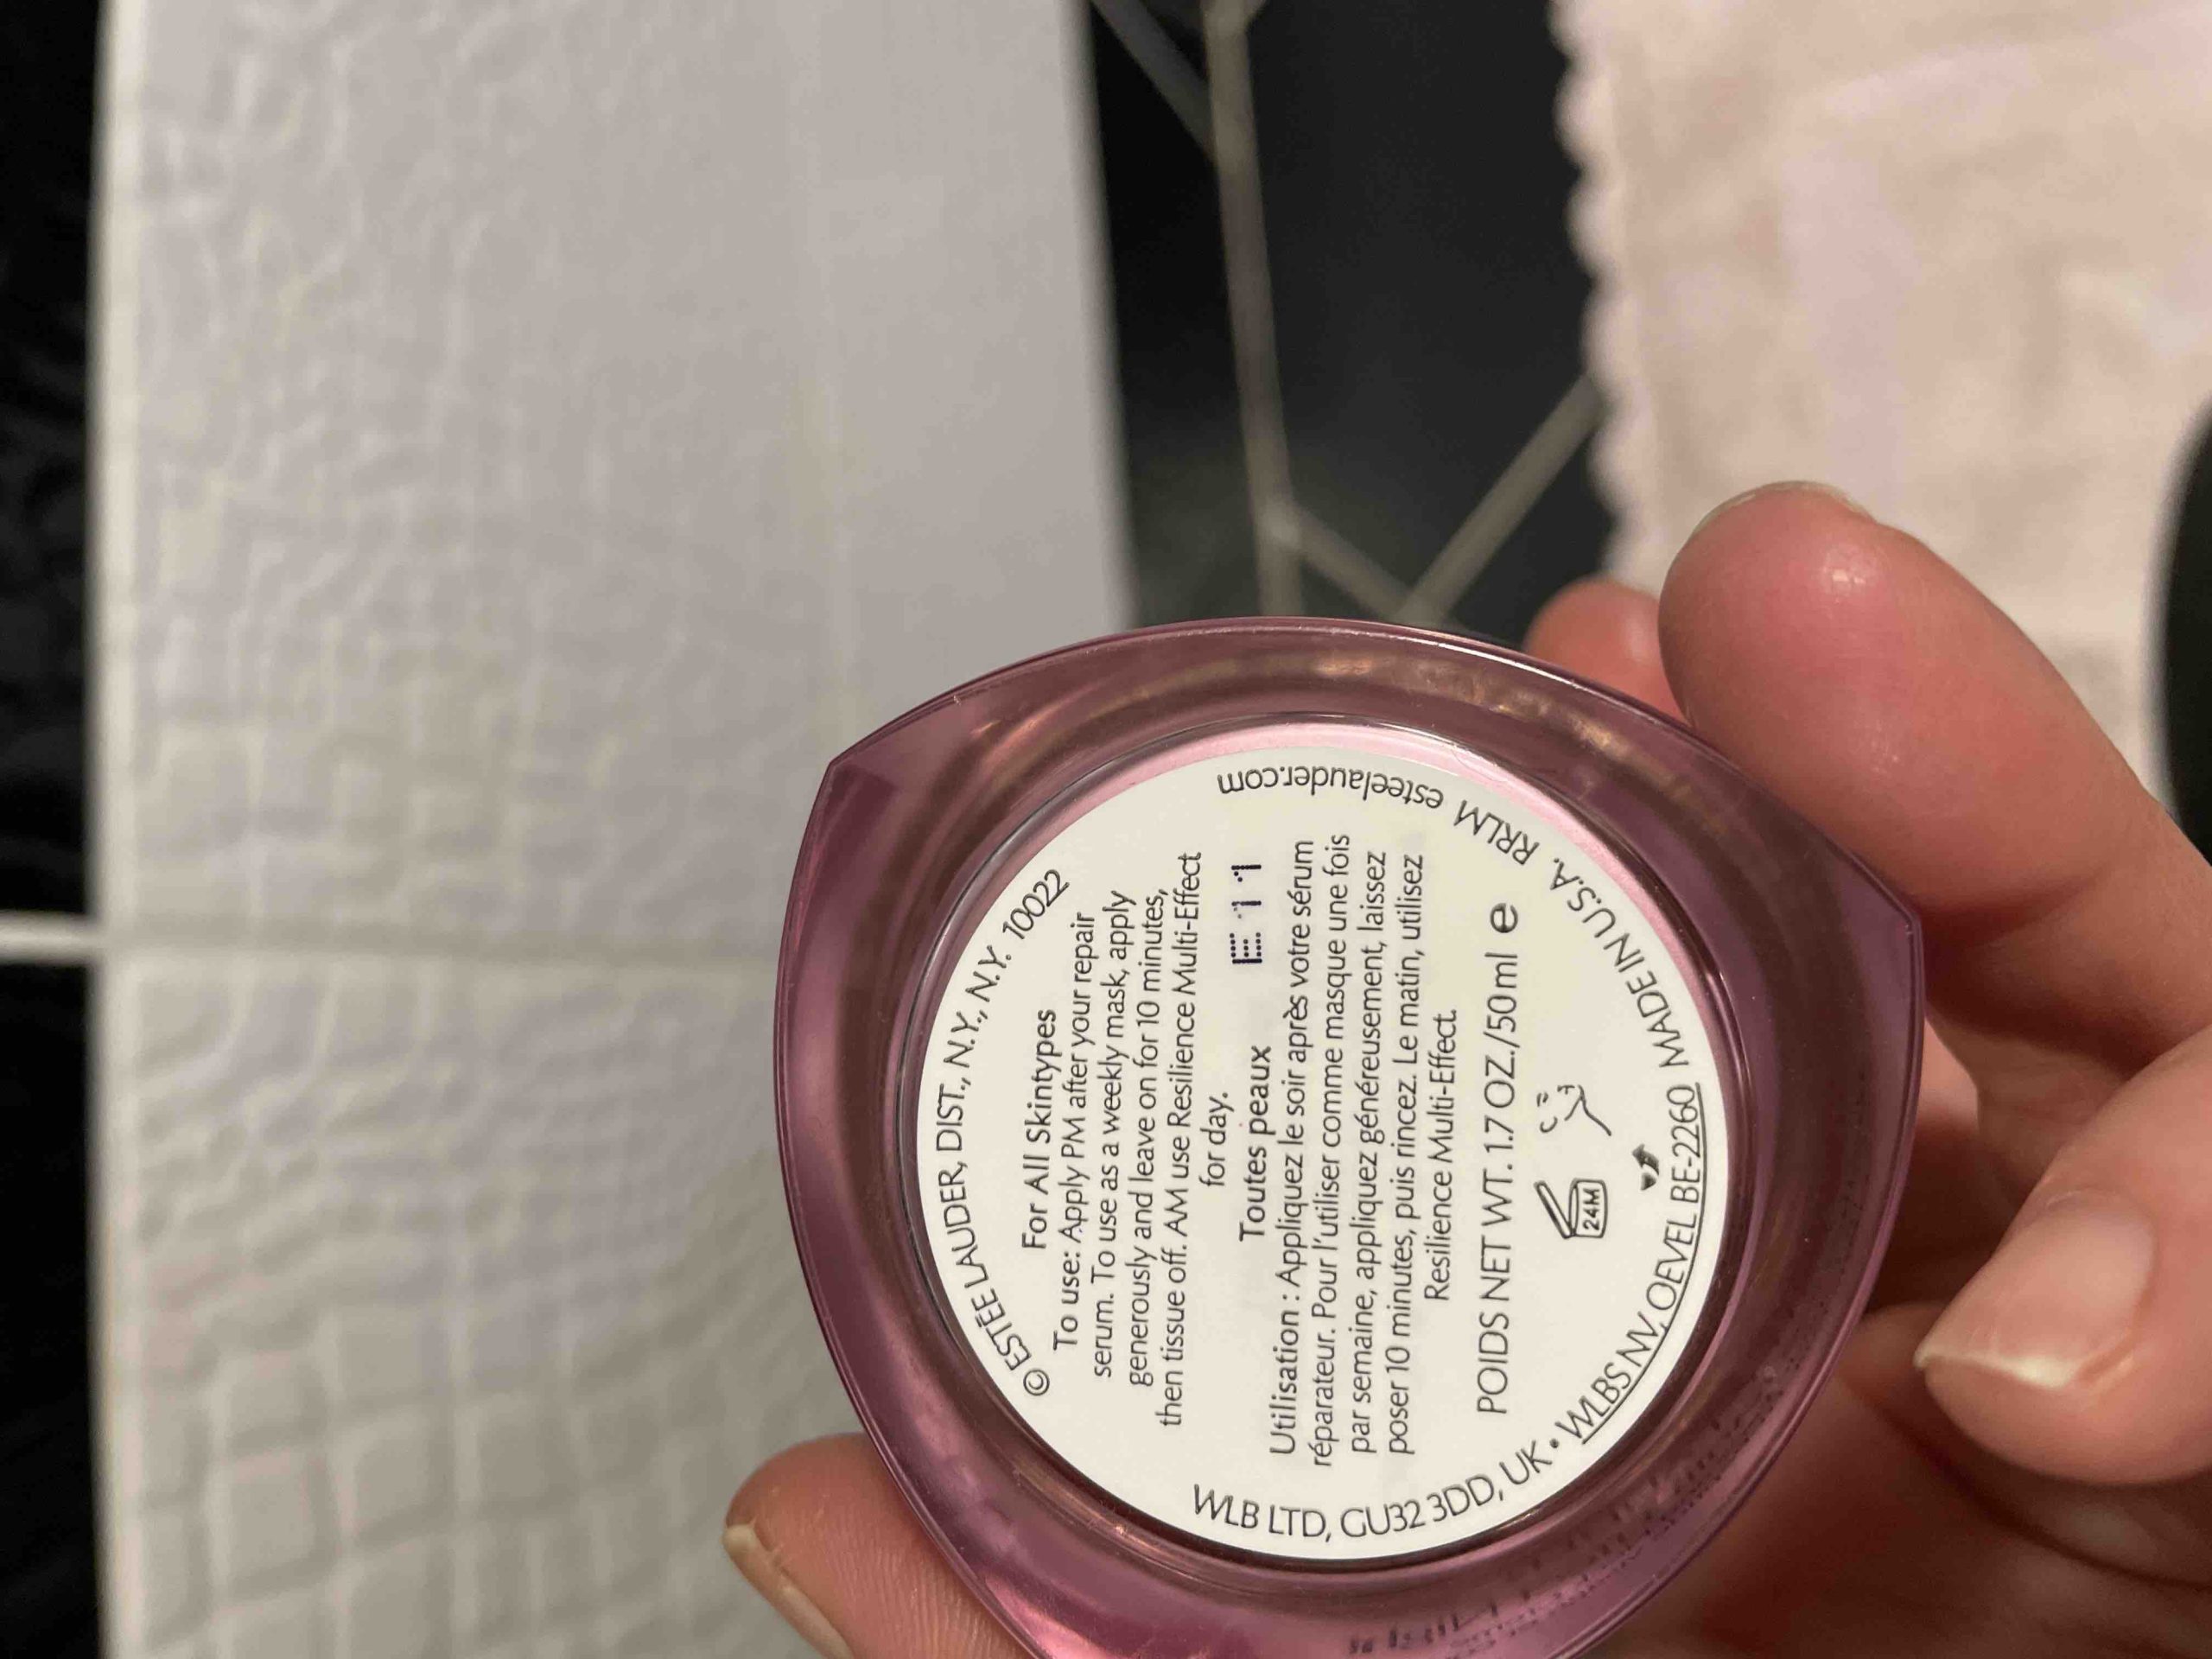 © ESTÉE LAUDER, DIST., N.Y., N.Y. 10022
For All Skintypes
To use: Apply PM after your repair
serum. To use as a weekly mask, apply
generously and leave on for 10 minutes,
then tissue off. AM use Resilience Multi-Effect
for day.
E11
Toutes peaux
Utilisation : Appliquez le soir après votre sérum
réparateur. Pour l'utiliser comme masque une fois
par semaine, appliquez généreusement, laissez
poser 10 minutes, puis rincez. Le matin, utilisez
Resilience Multi-Effect.
POIDS NET WT. 1.7 OZ./50 ml e
24M
WLB LTD, GU32 3DD, UK • WLBS NV, OEVEL BE-2260 MADE IN U.S.A. RRLM esteelauder.com